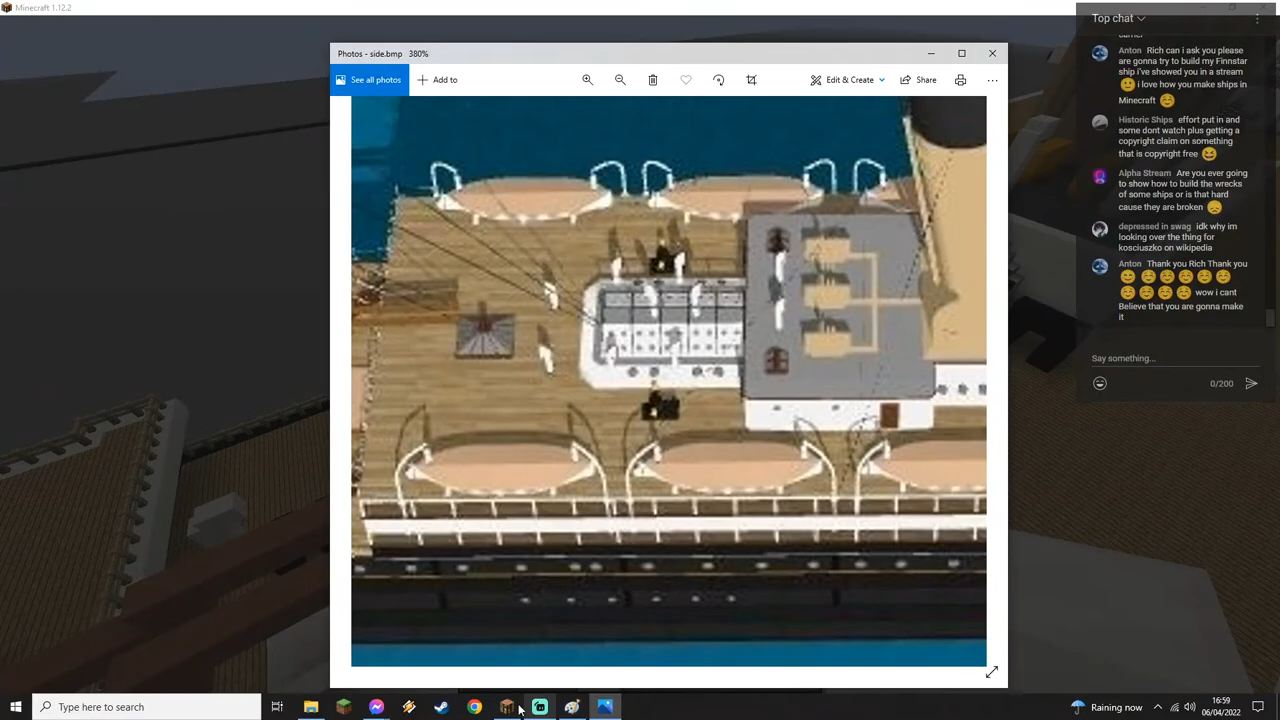 Minecraft 1.12.2
Photos - side.bmp 380%
See all photos
Add to
Edit & Create
Share
Top chat
Anton Rich can i ask you please
are gonna try to build my Finnstar
ship i've showed you in a stream
i love how you make ships in
Minecraft
Historic Ships effort put in and
some dont watch plus getting a
copyright claim on something
that is copyright free
Alpha Stream Are you ever going
to show how to build the wrecks
of some ships or is that hard
cause they are broken
depressed in swag idk why im
looking over the thing for
kosciuszko on wikipedia
Anton Thank you Rich Thank you
wow i cant
Believe that you are gonna make
it
Say something...
0/200
Type here to search
Raining now
16:59
06/04/2022